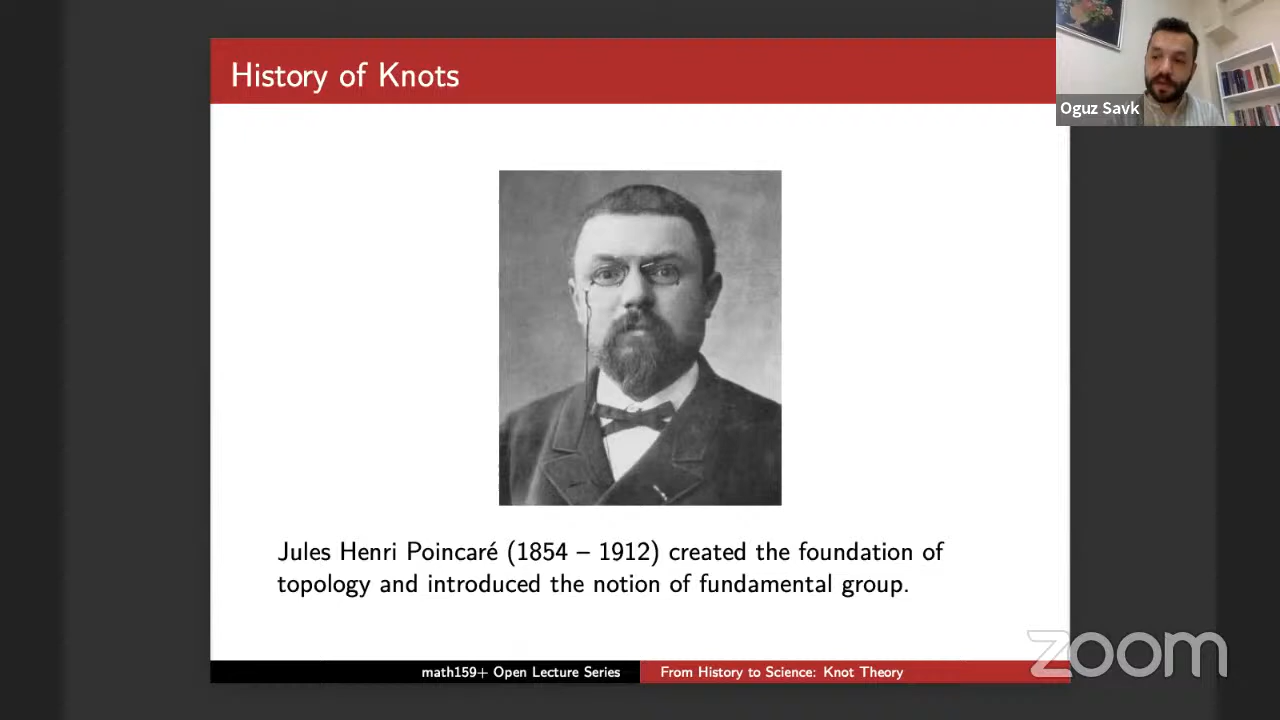 History of Knots
Oguz Savk
Jules Henri Poincaré (1854 – 1912) created the foundation of
topology and introduced the notion of fundamental group.
zoom
math159+ Open Lecture Series
From History to Science: Knot Theory